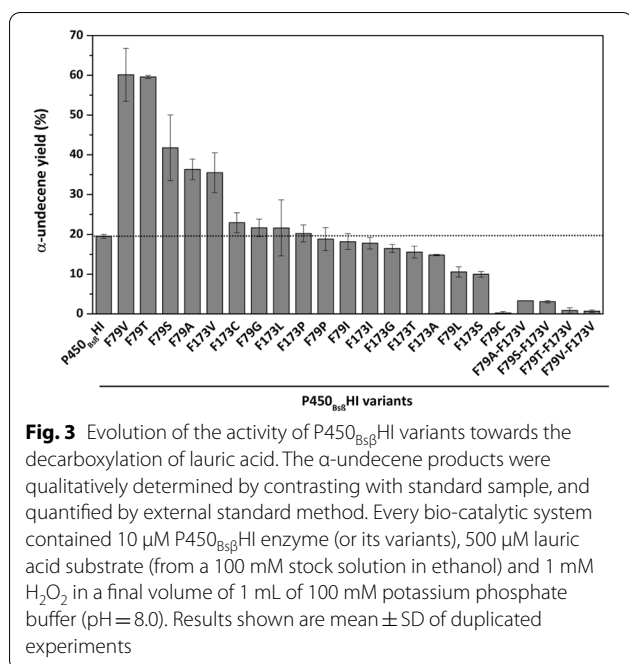 70
60
50
40
30
20
10
0
α-undecene yield (%)
P450BsβHI
F79V
F79T
F79S
F79A
F173V
F173C
F79G
F173L
F173P
F79P
F79I
F173I
F173G
F173T
F173A
F79L
F173S
F79C
F79A-F173V
F79S-F173V
F79T-F173V
F79V-F173V
P450BsβHI variants
Fig. 3 Evolution of the activity of P450BsβHI variants towards the
decarboxylation of lauric acid. The α-undecene products were
qualitatively determined by contrasting with standard sample, and
quantified by external standard method. Every bio-catalytic system
contained 10 μM P450BsβHI enzyme (or its variants), 500 μM lauric
acid substrate (from a 100 mM stock solution in ethanol) and 1 mM
H2O2 in a final volume of 1 mL of 100 mM potassium phosphate
buffer (pH = 8.0). Results shown are mean ± SD of duplicated
experiments